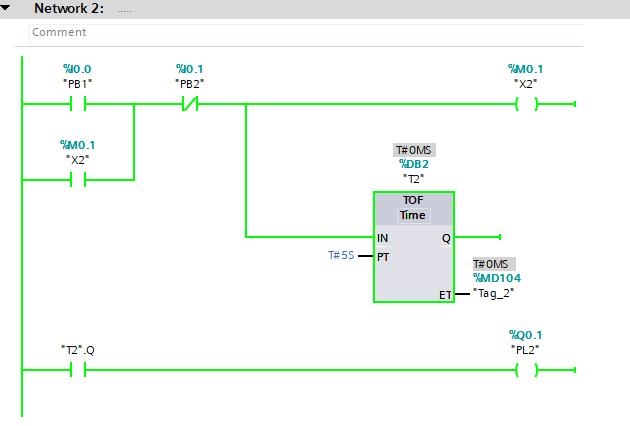 Network 2: .....
Comment
%I0.0
"PB1"
%I0.1
"PB2"
%M0.1
"X2"
%M0.1
"X2"
T#0MS
%DB2
"T2"
TOF
Time
IN
Q
T#5S
PT
T#0MS
%MD104
ET
"Tag_2"
"T2".Q
%Q0.1
"PL2"